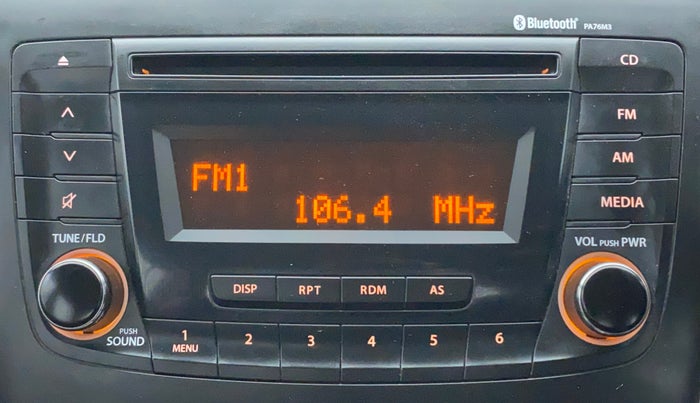 Bluetooth® PA76M3
CD
FM
AM
MEDIA
FM1
106.4 MHz
TUNE/FLD
VOL PUSH PWR
DISP RPT RDM AS
PUSH
SOUND
1 2 3 4 5 6
MENU